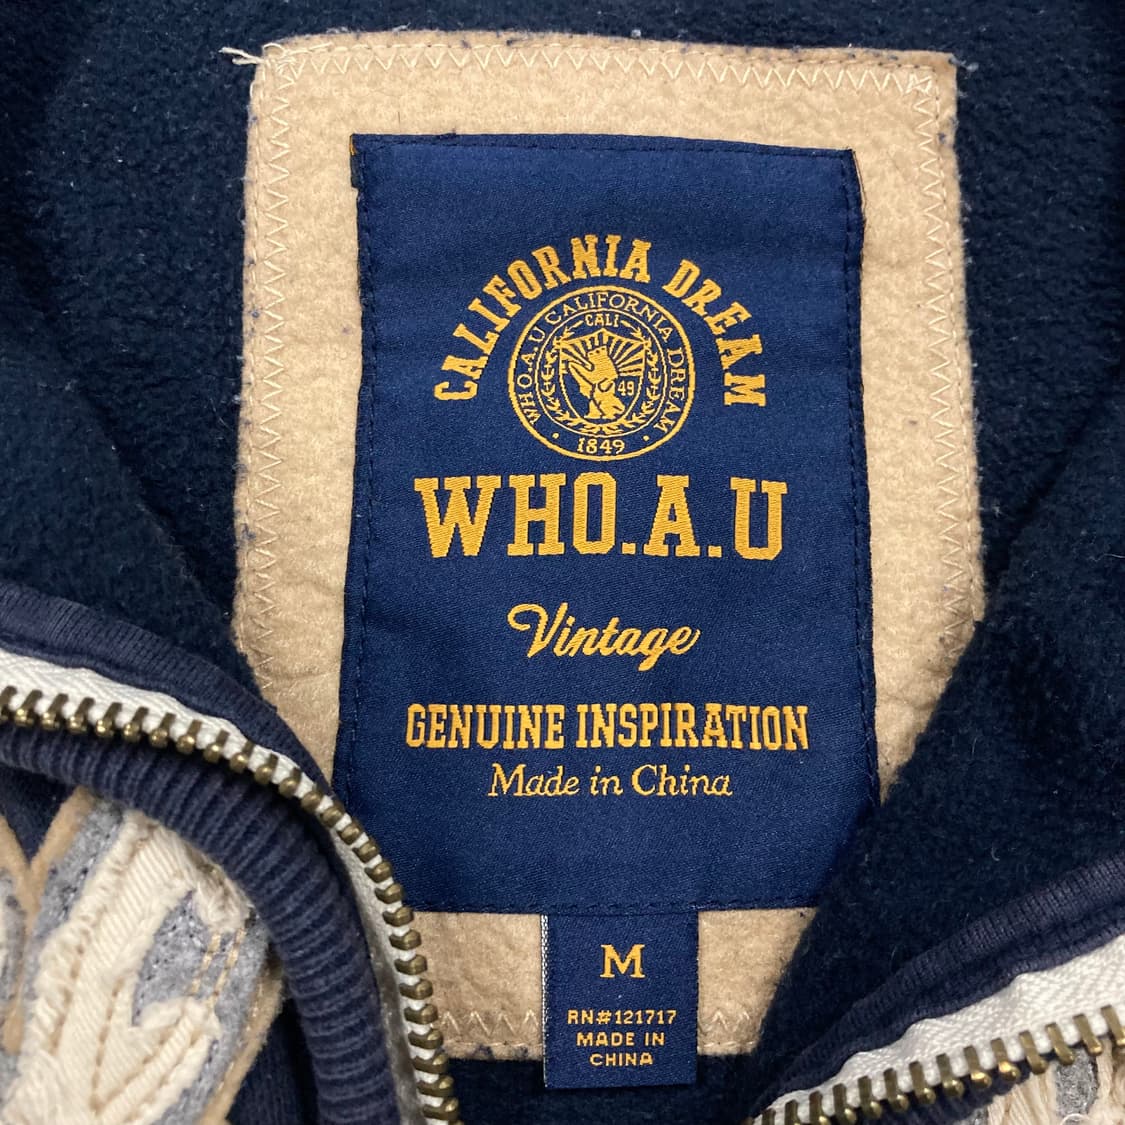 CALIFORNIA DREAM
WHO.A.U CALIFORNIA DREAM
CALI
49
1849
WHO.A.U
Vintage
GENUINE INSPIRATION
Made in China
M
RN#121717
MADE IN
CHINA